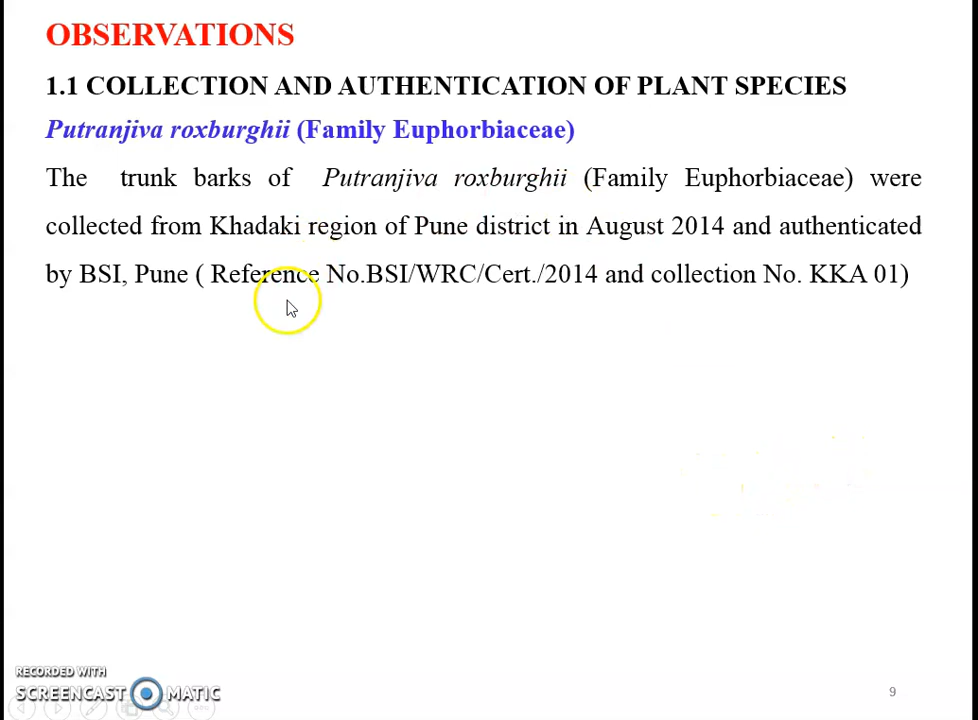 OBSERVATIONS
1.1 COLLECTION AND AUTHENTICATION OF PLANT SPECIES
Putranjiva roxburghii (Family Euphorbiaceae)
The trunk barks of Putranjiva roxburghii (Family Euphorbiaceae) were
collected from Khadaki region of Pune district in August 2014 and authenticated
by BSI, Pune ( Reference No.BSI/WRC/Cert./2014 and collection No. KKA 01)
RECORDED WITH
SCREENCAST MATIC
9